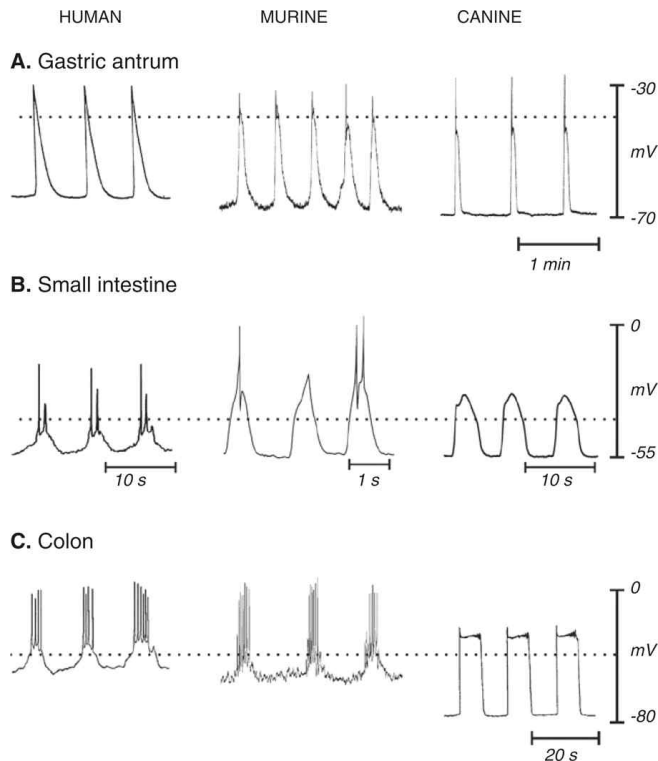 HUMAN MURINE CANINE
A. Gastric antrum
-30
mV
-70
1 min
B. Small intestine
0
mV
-55
10 s 1 s 10 s
C. Colon
0
mV
-80
20 s